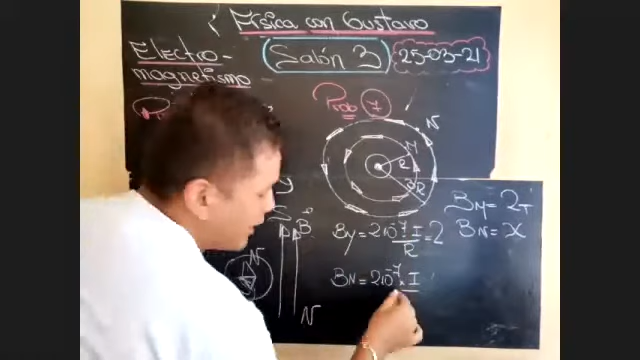 Física con Gustavo
Electro-
magnetismo
Salón 3
25-03-21
Prob 7
N
M
R
BM = 2T
BN = x
y
S
B
BM = 2×10⁻⁷ I = 2
R
BN = 2×10⁻⁷ × I
N
N